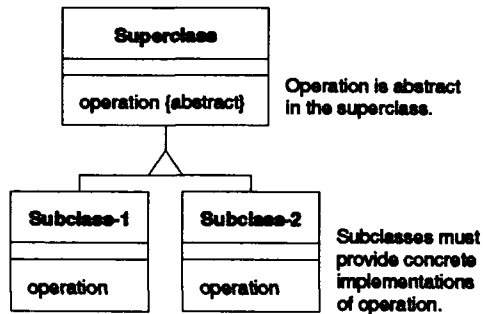 Superclass
operation {abstract}
Operation is abstract
in the superclass.
Subclass-1
Subclass-2
operation
operation
Subclasses must
provide concrete
implementations
of operation.